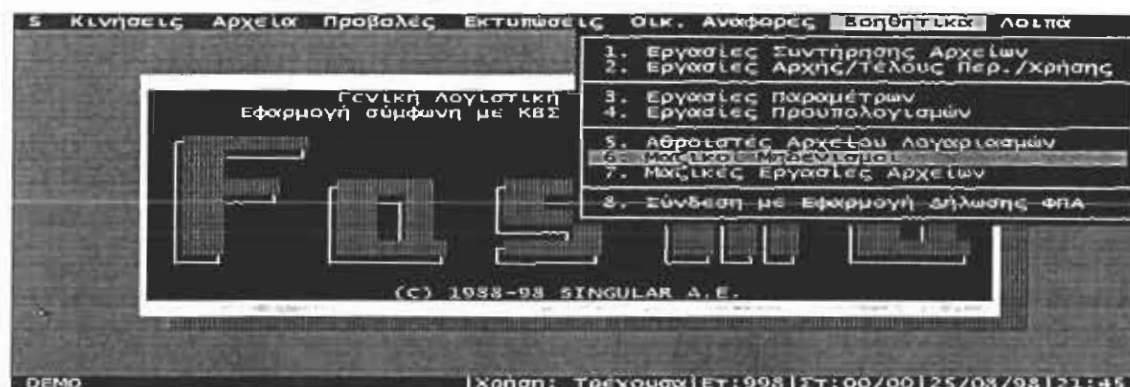 S Κινήσεις Αρχεία Προβολές Εκτυπώσεις Οικ. Αναφορές Βοηθητικά Λοιπά
1. Εργασίες Συντήρησης Αρχείων
2. Εργασίες Αρχής/Τέλους Περ./Χρήσης
3. Εργασίες Παραμέτρων
4. Εργασίες Προϋπολογισμών
5. Αθροιστές Αρχείου Λογαριασμών
6. Μαζικοί Μηδενισμοί
7. Μαζικές Εργασίες Αρχείων
8. Σύνδεση με Εφαρμογή Δήλωσης ΦΠΑ
Γενική Λογιστική
Εφαρμογή σύμφωνη με ΚΒΣ
(C) 1988-98 SINGULAR A.E.
DEMO |Χρήση: Τρέχουσα|Ετ:998|Στ:00/00|25/08/98|21:45